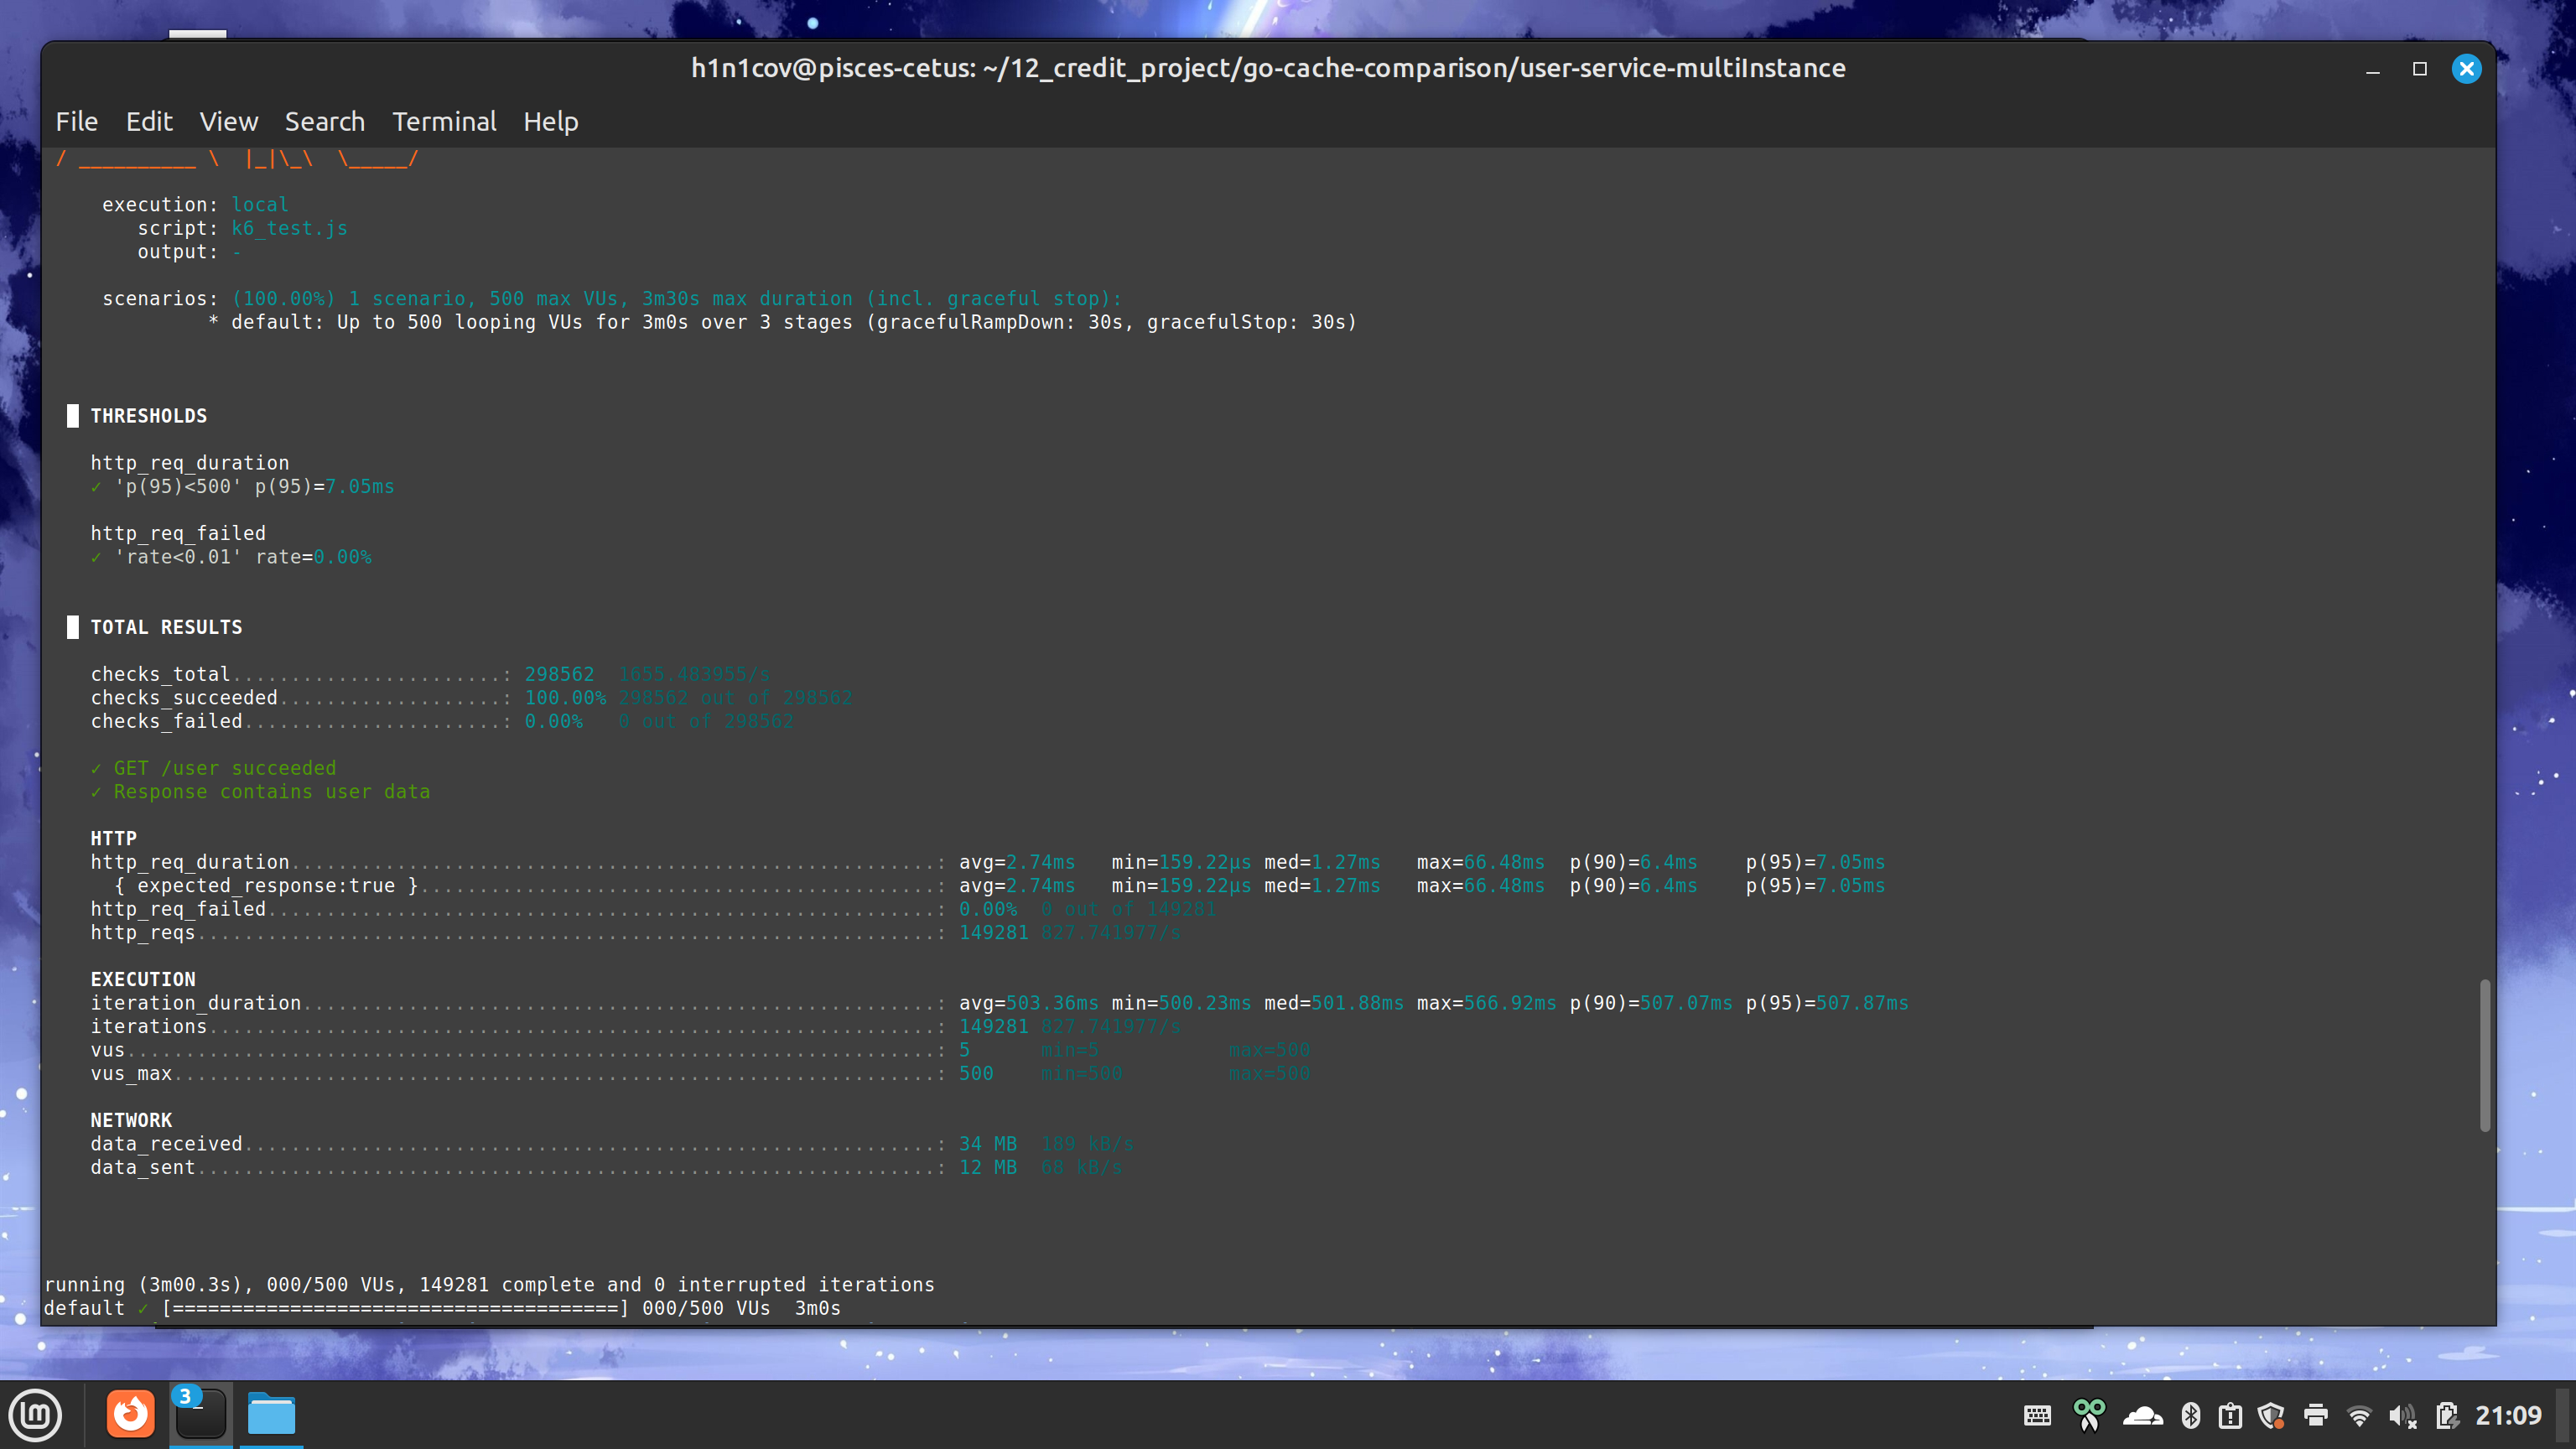 h1n1cov@pisces-cetus: ~/12_credit_project/go-cache-comparison/user-service-multiInstance
File Edit View Search Terminal Help
/ __________ \  |_|\_\  \_____/
execution: local
script: k6_test.js
output: -
scenarios: (100.00%) 1 scenario, 500 max VUs, 3m30s max duration (incl. graceful stop):
* default: Up to 500 looping VUs for 3m0s over 3 stages (gracefulRampDown: 30s, gracefulStop: 30s)
█ THRESHOLDS
http_req_duration
✓ 'p(95)<500' p(95)=7.05ms
http_req_failed
✓ 'rate<0.01' rate=0.00%
█ TOTAL RESULTS
checks_total.......................: 298562  1655.483955/s
checks_succeeded...................: 100.00% 298562 out of 298562
checks_failed......................: 0.00%   0 out of 298562
✓ GET /user succeeded
✓ Response contains user data
HTTP
http_req_duration.......................................................: avg=2.74ms   min=159.22µs med=1.27ms   max=66.48ms  p(90)=6.4ms    p(95)=7.05ms
{ expected_response:true }............................................: avg=2.74ms   min=159.22µs med=1.27ms   max=66.48ms  p(90)=6.4ms    p(95)=7.05ms
http_req_failed.........................................................: 0.00%  0 out of 149281
http_reqs...............................................................: 149281 827.741977/s
EXECUTION
iteration_duration......................................................: avg=503.36ms min=500.23ms med=501.88ms max=566.92ms p(90)=507.07ms p(95)=507.87ms
iterations..............................................................: 149281 827.741977/s
vus.....................................................................: 5      min=5           max=500
vus_max.................................................................: 500    min=500         max=500
NETWORK
data_received...........................................................: 34 MB  189 kB/s
data_sent...............................................................: 12 MB  68 kB/s
running (3m00.3s), 000/500 VUs, 149281 complete and 0 interrupted iterations
default ✓ [======================================] 000/500 VUs  3m0s
3
21:09